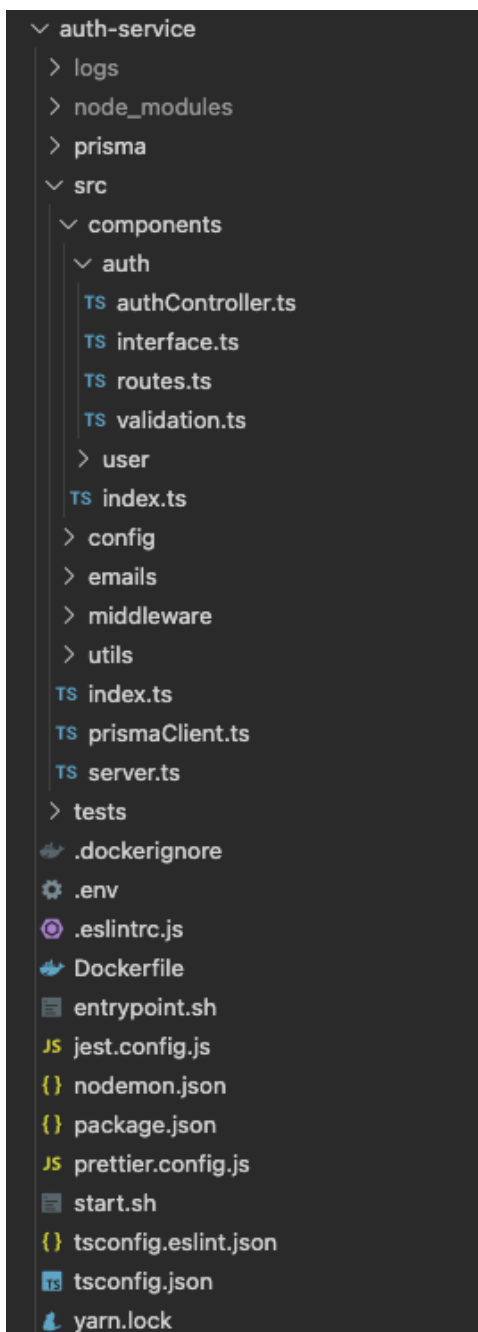 auth-service
logs
node_modules
prisma
src
components
auth
TS authController.ts
TS interface.ts
TS routes.ts
TS validation.ts
user
TS index.ts
config
emails
middleware
utils
TS index.ts
TS prismaClient.ts
TS server.ts
tests
.dockerignore
.env
.eslintrc.js
Dockerfile
entrypoint.sh
JS jest.config.js
{} nodemon.json
{} package.json
JS prettier.config.js
start.sh
{} tsconfig.eslint.json
TS tsconfig.json
yarn.lock